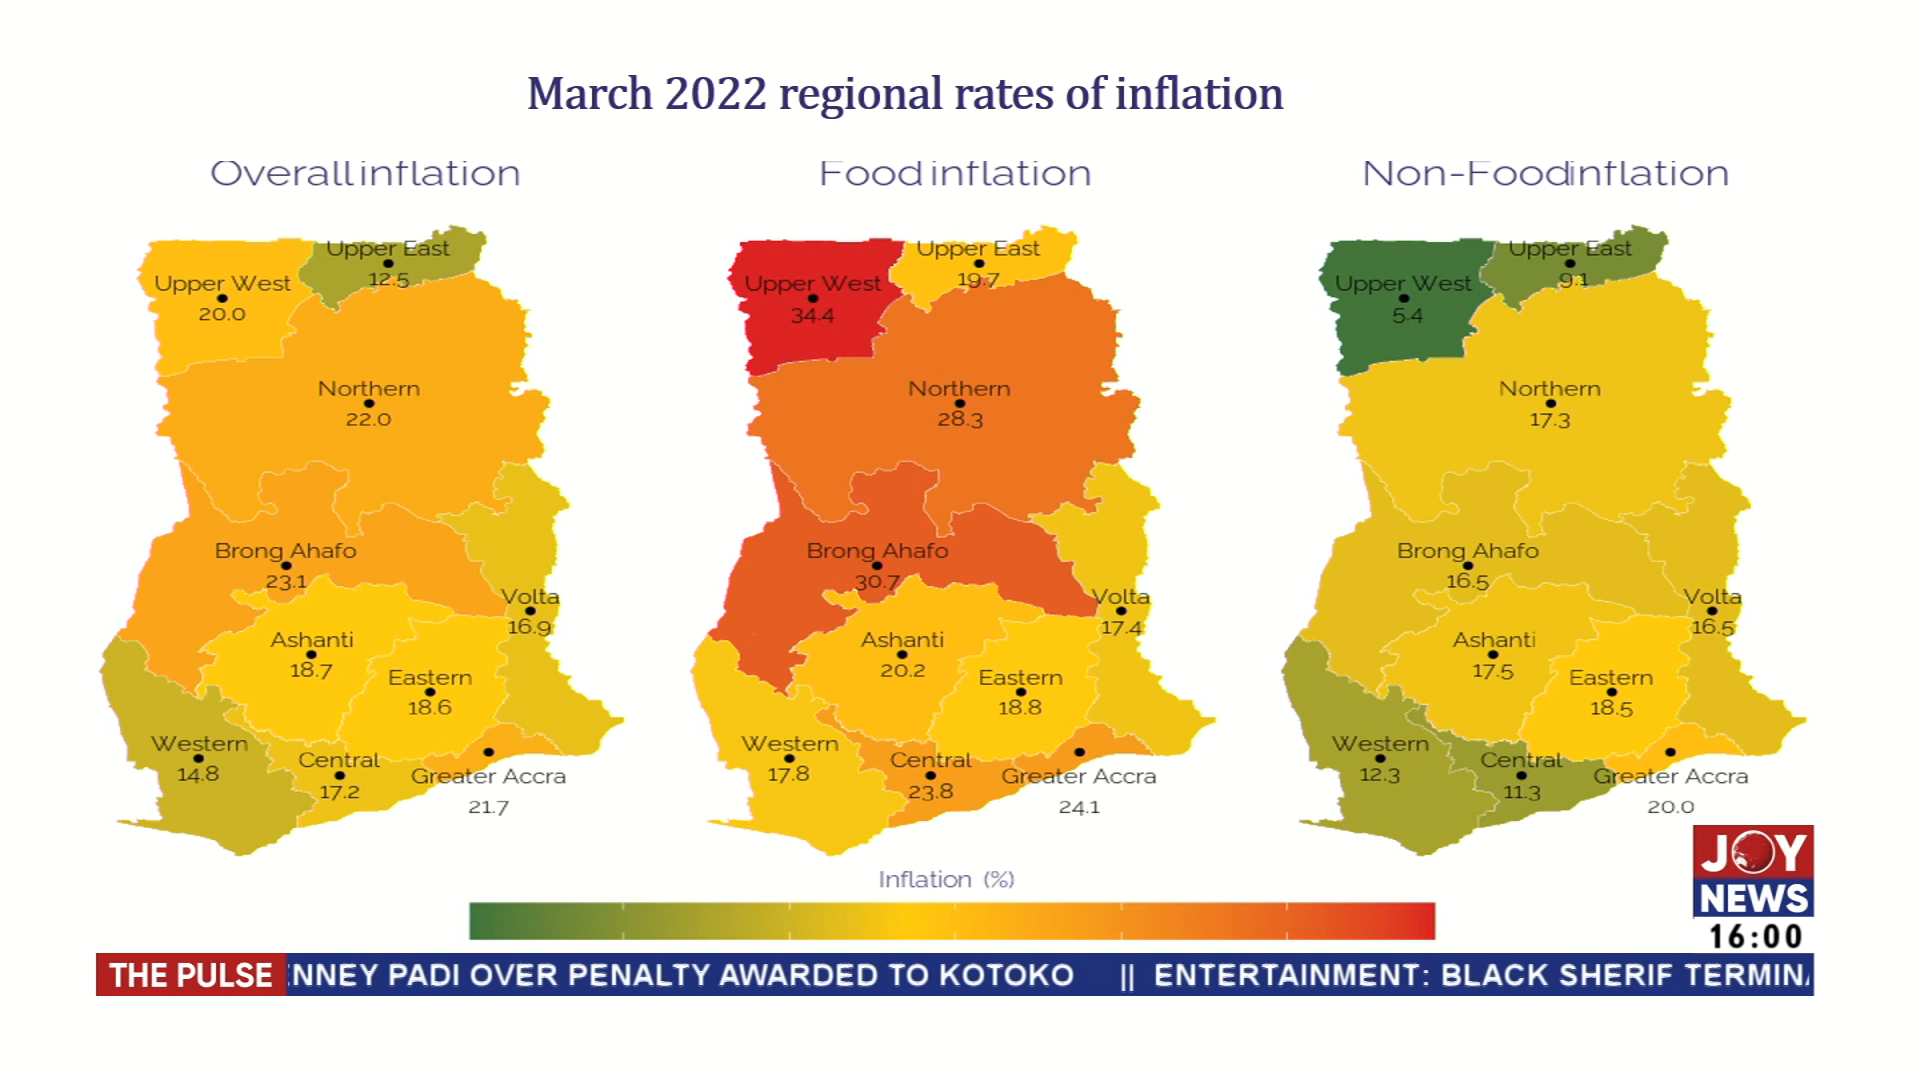 March 2022 regional rates of inflation
Overall inflation
Upper East
12.5
Upper West
20.0
Northern
22.0
Brong Ahafo
23.1
Volta
16.9
Ashanti
18.7
Eastern
18.6
Western
14.8
Central
17.2
Greater Accra
21.7
Food inflation
Upper East
19.7
Upper West
34.4
Northern
28.3
Brong Ahafo
30.7
Volta
17.4
Ashanti
20.2
Eastern
18.8
Western
17.8
Central
23.8
Greater Accra
24.1
Non-Foodinflation
Upper East
9.1
Upper West
5.4
Northern
17.3
Brong Ahafo
16.5
Volta
16.5
Ashanti
17.5
Eastern
18.5
Western
12.3
Central
11.3
Greater Accra
20.0
Inflation (%)
JOY
NEWS
16:00
THE PULSE ENNEY PADI OVER PENALTY AWARDED TO KOTOKO || ENTERTAINMENT: BLACK SHERIF TERMINA